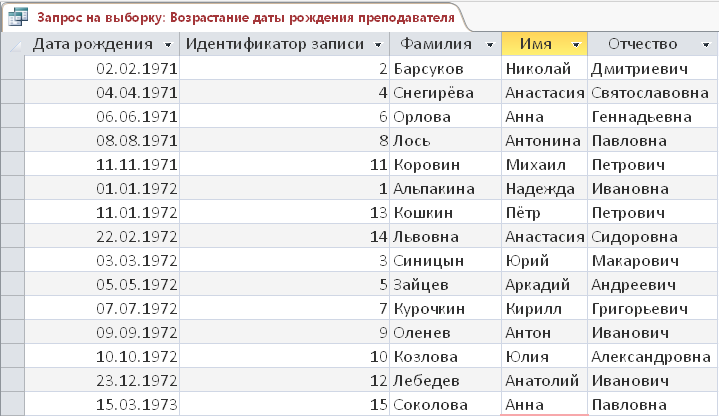 Запрос на выборку: Возрастание даты рождения преподавателя
Дата рождения Идентификатор записи Фамилия Имя Отчество
02.02.1971 2 Барсуков Николай Дмитриевич
04.04.1971 4 Снегирёва Анастасия Святославовна
06.06.1971 6 Орлова Анна Геннадьевна
08.08.1971 8 Лось Антонина Павловна
11.11.1971 11 Коровин Михаил Петрович
01.01.1972 1 Альпакина Надежда Ивановна
11.01.1972 13 Кошкин Пётр Петрович
22.02.1972 14 Львовна Анастасия Сидоровна
03.03.1972 3 Синицын Юрий Макарович
05.05.1972 5 Зайцев Аркадий Андреевич
07.07.1972 7 Курочкин Кирилл Григорьевич
09.09.1972 9 Оленев Антон Иванович
10.10.1972 10 Козлова Юлия Александровна
23.12.1972 12 Лебедев Анатолий Иванович
15.03.1973 15 Соколова Анна Павловна